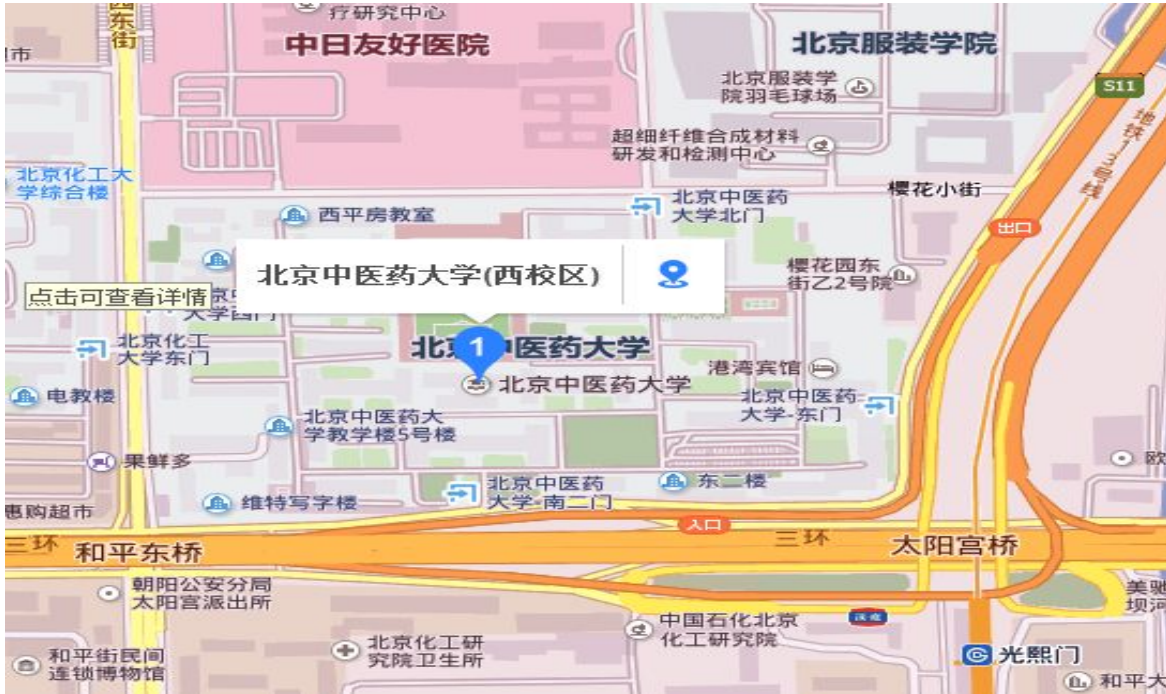 园东
街
疗研究中心
中日友好医院
北京服装学院
北京服装学
院羽毛球场
S11
地铁13号线
超细纤维合成材料
研发和检测中心
北京化工大
学综合楼
北京中医药
大学北门
樱花小街
西平房教室
出口
北京中医药大学(西校区)
樱花园东
街乙2号院
点击可查看详情
大学西门
北京化工
大学东门
1
北京中医药大学
北京中医药大学
港湾宾馆
电教楼
北京中医药
大学-东门
北京中医药大
学教学楼5号楼
果鲜多
欧
东二楼
北京中医药
大学-南二门
维特写字楼
惠购超市
入口
三环
和平东桥
三环
太阳宫桥
朝阳公安分局
太阳宫派出所
美驰
坝河
中国石化北京
化工研究院
北京化工研
究院卫生所
光熙门
和平街民间
连锁博物馆
和平大